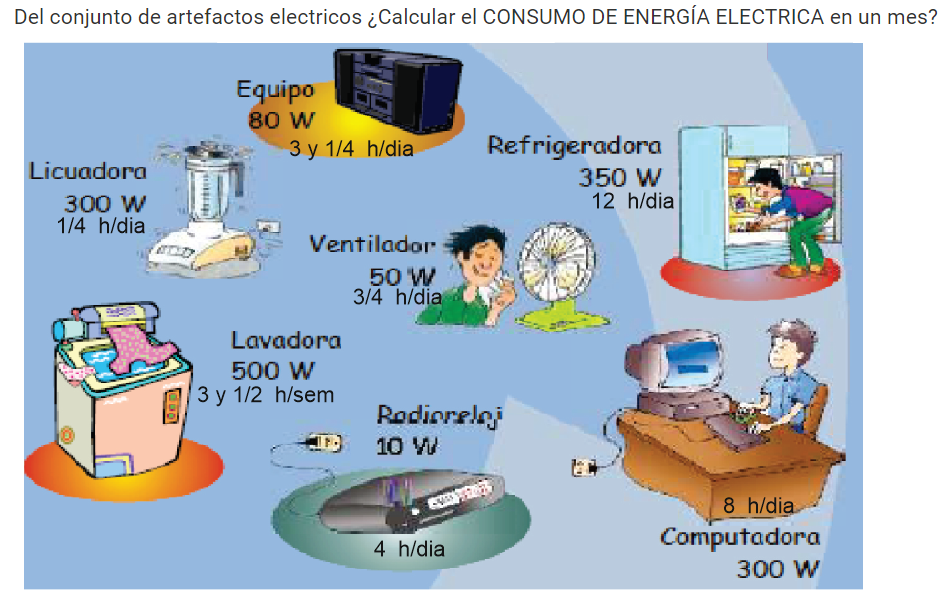 Del conjunto de artefactos electricos ¿Calcular el CONSUMO DE ENERGÍA ELECTRICA en un mes?
Equipo
80 W
3 y 1/4 h/dia
Refrigeradora
350 W
12 h/dia
Licuadora
300 W
1/4 h/dia
Ventilador
50 W
3/4 h/dia
Lavadora
500 W
3 y 1/2 h/sem
Radioreloj
10 W
4 h/dia
8 h/dia
Computadora
300 W